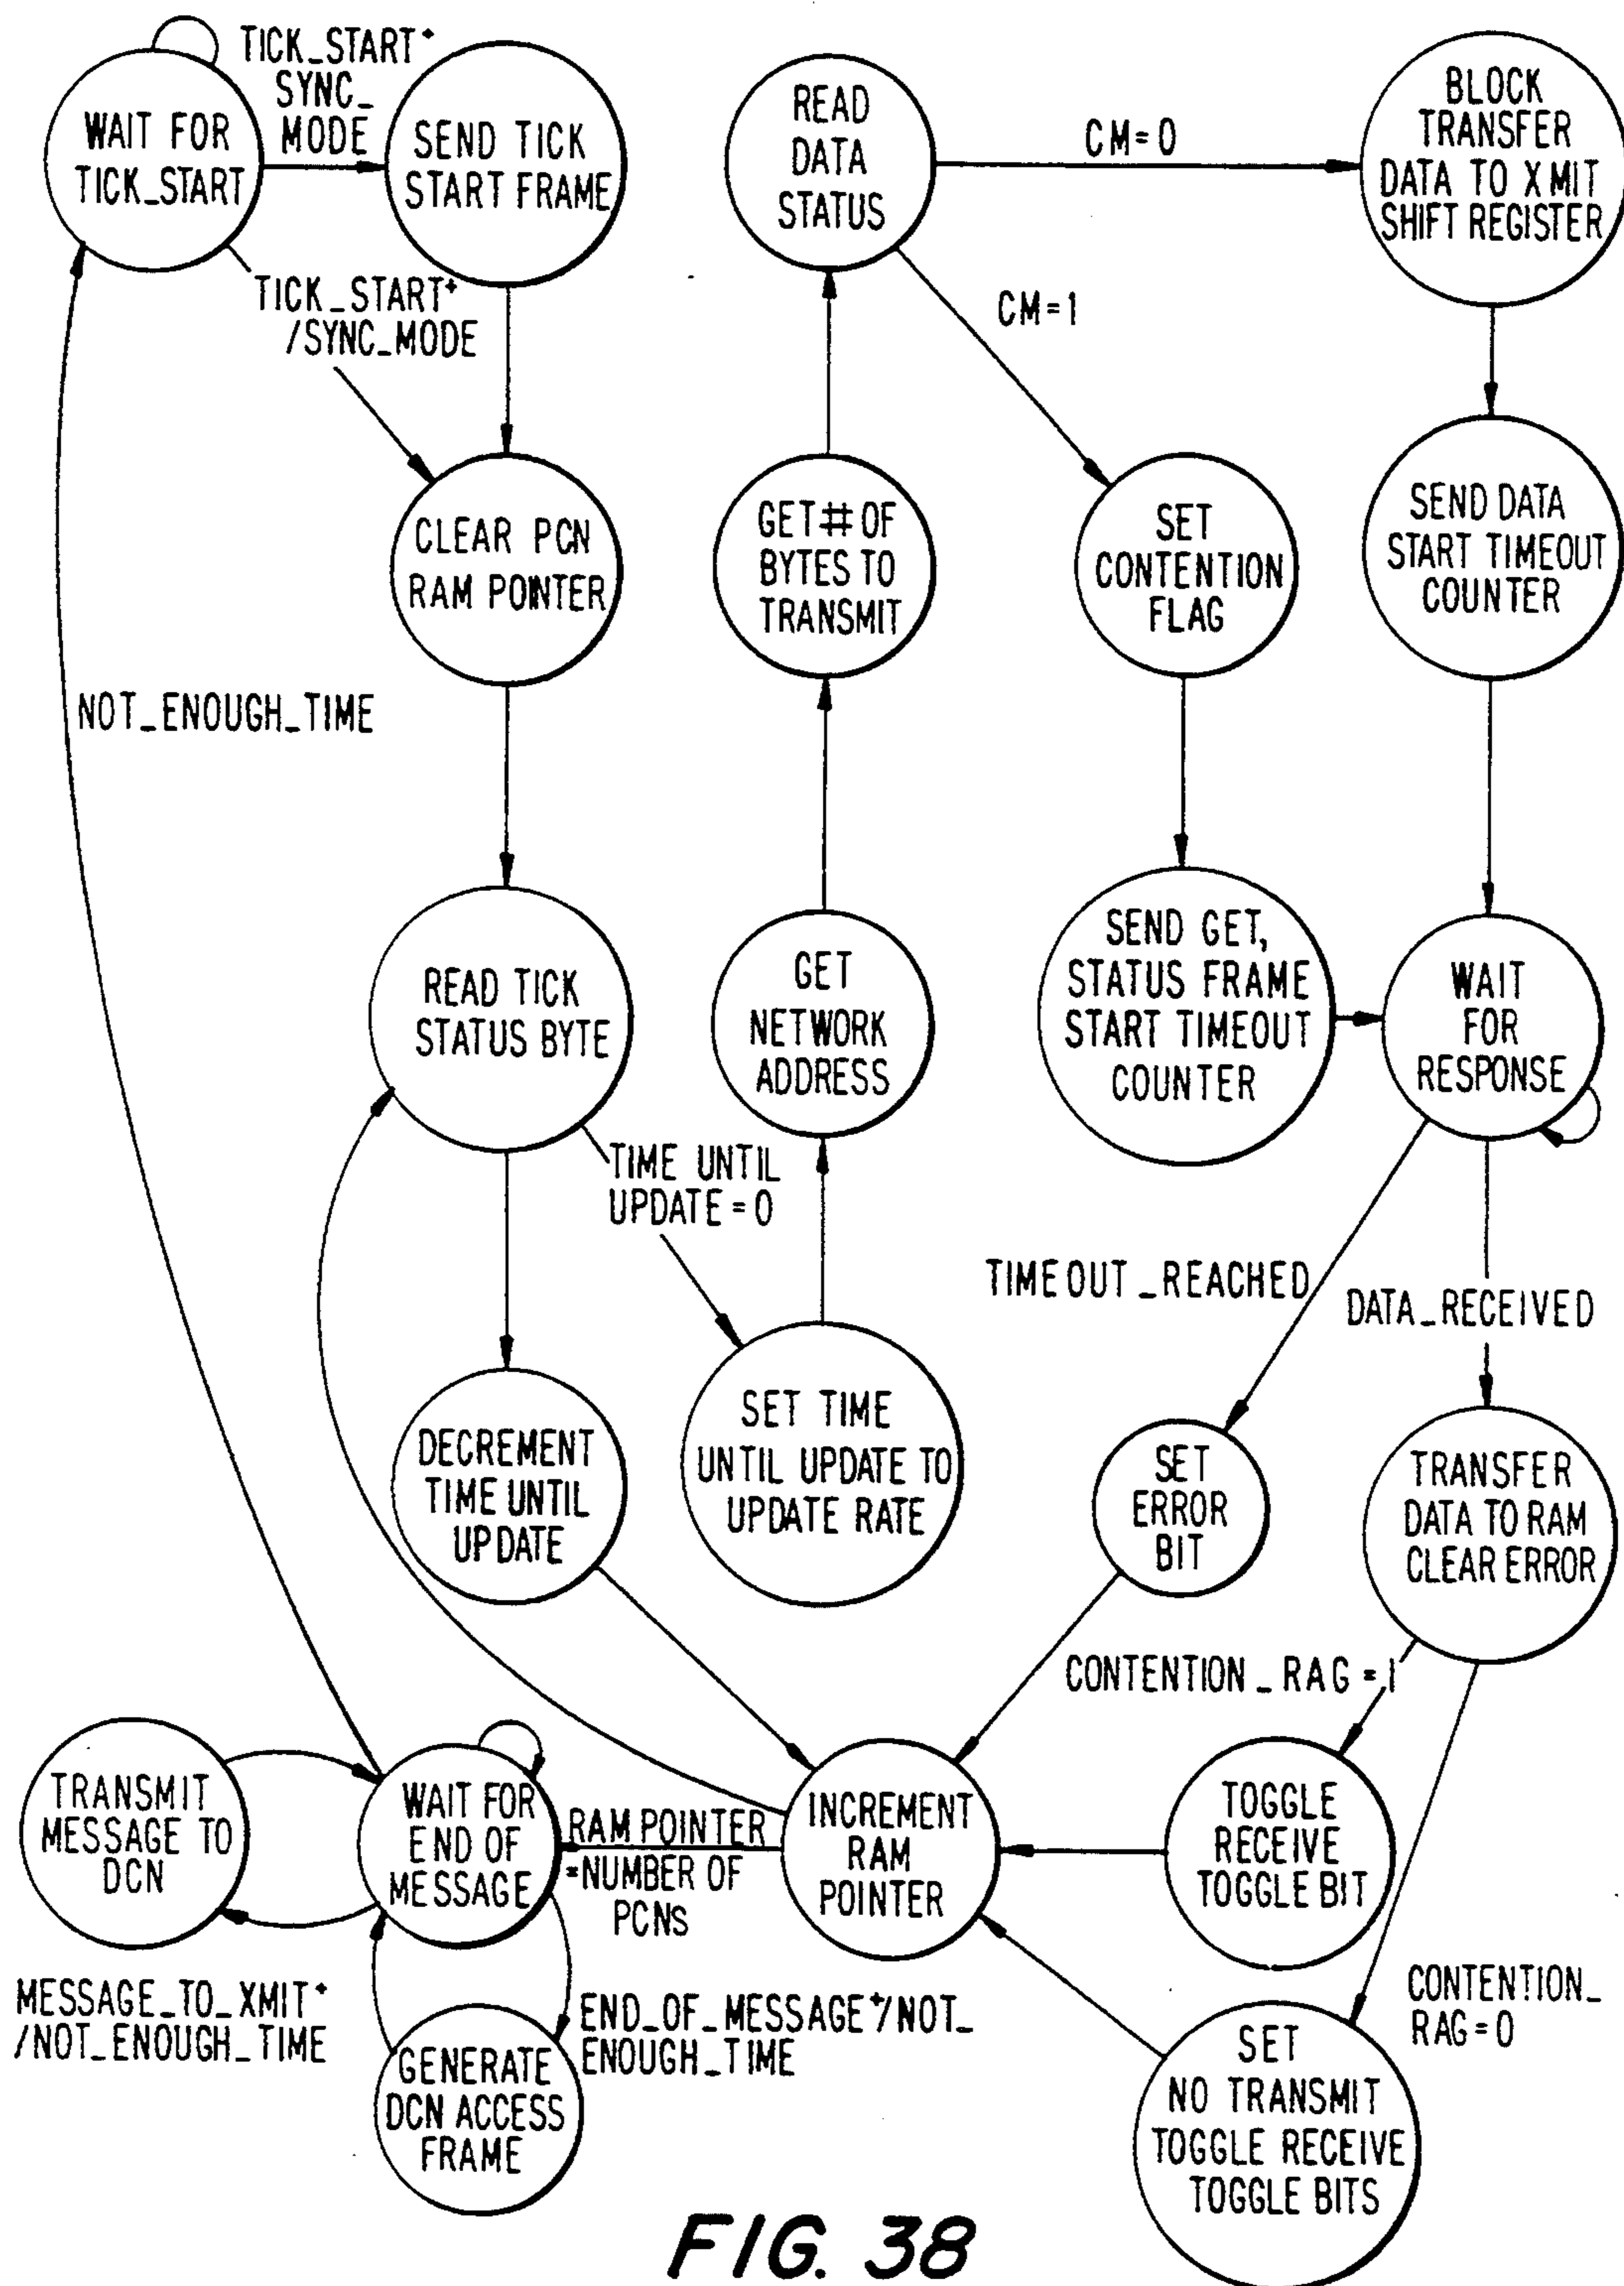 TICK_START+
SYNC_
MODE
WAIT FOR
TICK_START
SEND TICK
START FRAME
TICK_START+
/SYNC_MODE
READ
DATA
STATUS
CM=0
BLOCK
TRANSFER
DATA TO XMIT
SHIFT REGISTER
CM=1
CLEAR PCN
RAM POINTER
GET # OF
BYTES TO
TRANSMIT
SET
CONTENTION
FLAG
SEND DATA
START TIMEOUT
COUNTER
NOT_ENOUGH_TIME
READ TICK
STATUS BYTE
GET
NETWORK
ADDRESS
SEND GET,
STATUS FRAME
START TIMEOUT
COUNTER
WAIT
FOR
RESPONSE
TIME UNTIL
UPDATE=0
TIMEOUT_REACHED
DATA_RECEIVED
DECREMENT
TIME UNTIL
UPDATE
SET TIME
UNTIL UPDATE TO
UPDATE RATE
SET
ERROR
BIT
TRANSFER
DATA TO RAM
CLEAR ERROR
CONTENTION_RAG=1
TRANSMIT
MESSAGE TO
DCN
WAIT FOR
END OF
MESSAGE
RAM POINTER
=NUMBER OF
PCNs
INCREMENT
RAM
POINTER
TOGGLE
RECEIVE
TOGGLE BIT
MESSAGE_TO_XMIT+
/NOT_ENOUGH_TIME
END_OF_MESSAGE+/NOT_
ENOUGH_TIME
GENERATE
DCN ACCESS
FRAME
CONTENTION_
RAG=0
SET
NO TRANSMIT
TOGGLE RECEIVE
TOGGLE BITS
FIG. 38